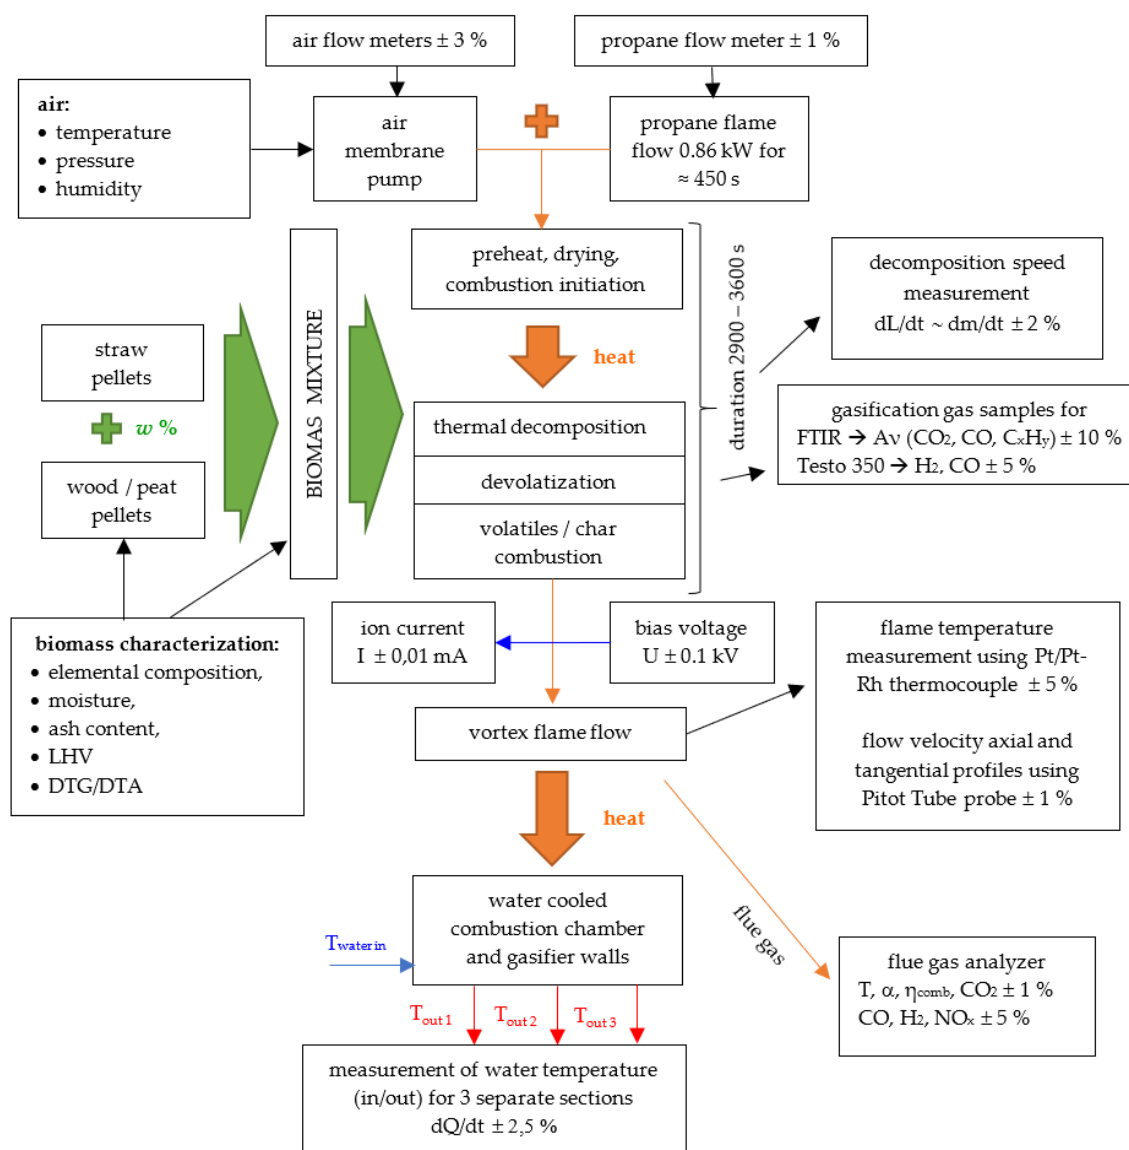 air flow meters ± 3 %
propane flow meter ± 1 %
air:
• temperature
• pressure
• humidity
air
membrane
pump
propane flame
flow 0.86 kW for
≈ 450 s
preheat, drying,
combustion initiation
heat
duration 2900 – 3600 s
decomposition speed
measurement
dL/dt ~ dm/dt ± 2 %
straw
pellets
w %
wood / peat
pellets
BIOMAS MIXTURE
thermal decomposition
devolatization
volatiles / char
combustion
gasification gas samples for
FTIR → Aν (CO₂, CO, CₓHᵧ) ± 10 %
Testo 350 → H₂, CO ± 5 %
biomass characterization:
• elemental composition,
• moisture,
• ash content,
• LHV
• DTG/DTA
ion current
I ± 0,01 mA
bias voltage
U ± 0.1 kV
vortex flame flow
flame temperature
measurement using Pt/Pt-
Rh thermocouple ± 5 %
flow velocity axial and
tangential profiles using
Pitot Tube probe ± 1 %
heat
flue gas
water cooled
combustion chamber
and gasifier walls
Twater in
Tout 1
Tout 2
Tout 3
measurement of water temperature
(in/out) for 3 separate sections
dQ/dt ± 2,5 %
flue gas analyzer
T, α, ηcomb, CO₂ ± 1 %
CO, H₂, NOₓ ± 5 %